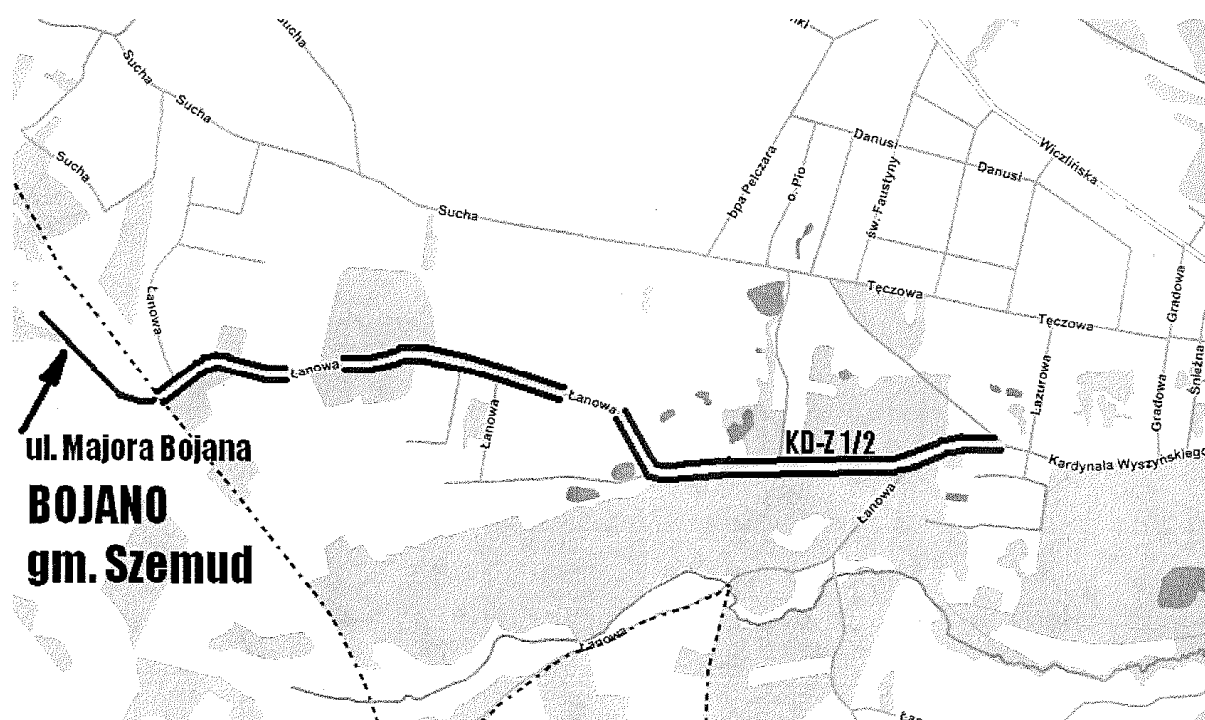 Sucha
Sucha
Sucha
Sucha
Sucha
bpa Pelczara
o. Pio
św. Faustyny
Danusi
Danusi
Wiczlińska
Tęczowa
Tęczowa
Gradowa
Gradowa
Śnieżna
Lazurowa
Łanowa
Łanowa
Łanowa
Łanowa
KD-Z 1/2
Kardynała Wyszyńskiego
Łanowa
Łanowa
ul. Majora Bojana
BOJANO
gm. Szemud